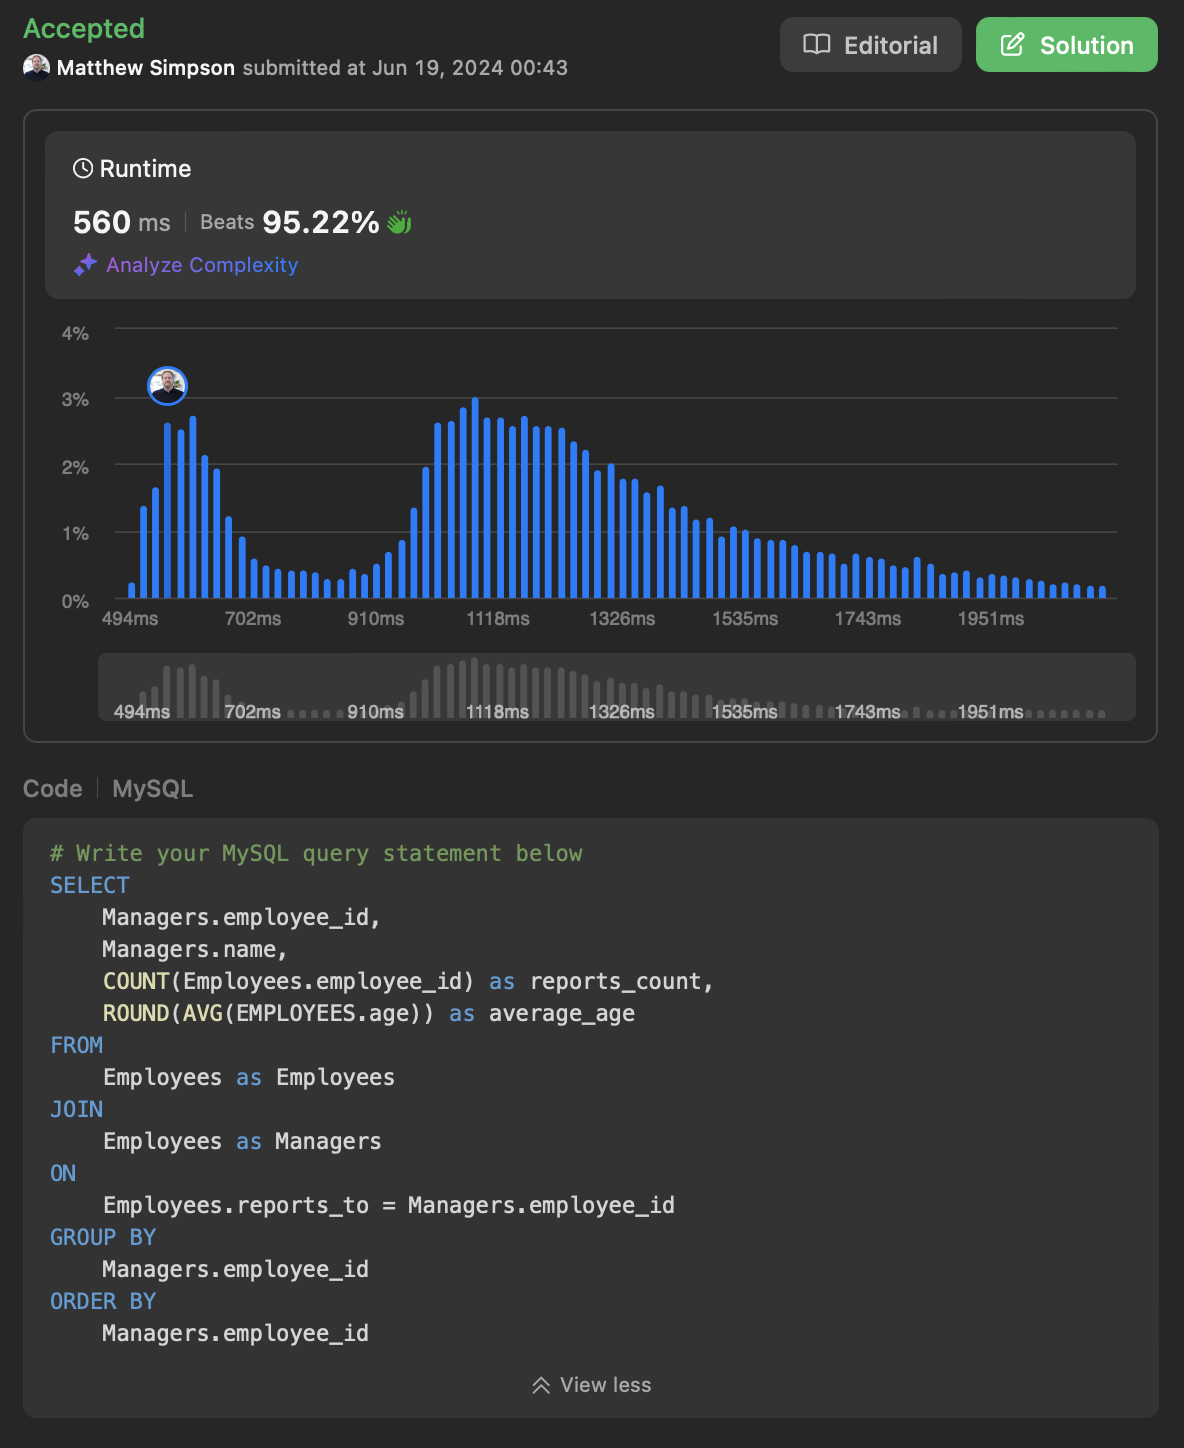 Accepted
Matthew Simpson submitted at Jun 19, 2024 00:43
Editorial
Solution
Runtime
560 ms | Beats 95.22%
Analyze Complexity
4%
3%
2%
1%
0%
494ms 702ms 910ms 1118ms 1326ms 1535ms 1743ms 1951ms
494ms 702ms 910ms 1118ms 1326ms 1535ms 1743ms 1951ms
Code | MySQL
# Write your MySQL query statement below
SELECT
    Managers.employee_id,
    Managers.name,
    COUNT(Employees.employee_id) as reports_count,
    ROUND(AVG(EMPLOYEES.age)) as average_age
FROM
    Employees as Employees
JOIN
    Employees as Managers
ON
    Employees.reports_to = Managers.employee_id
GROUP BY
    Managers.employee_id
ORDER BY
    Managers.employee_id
View less